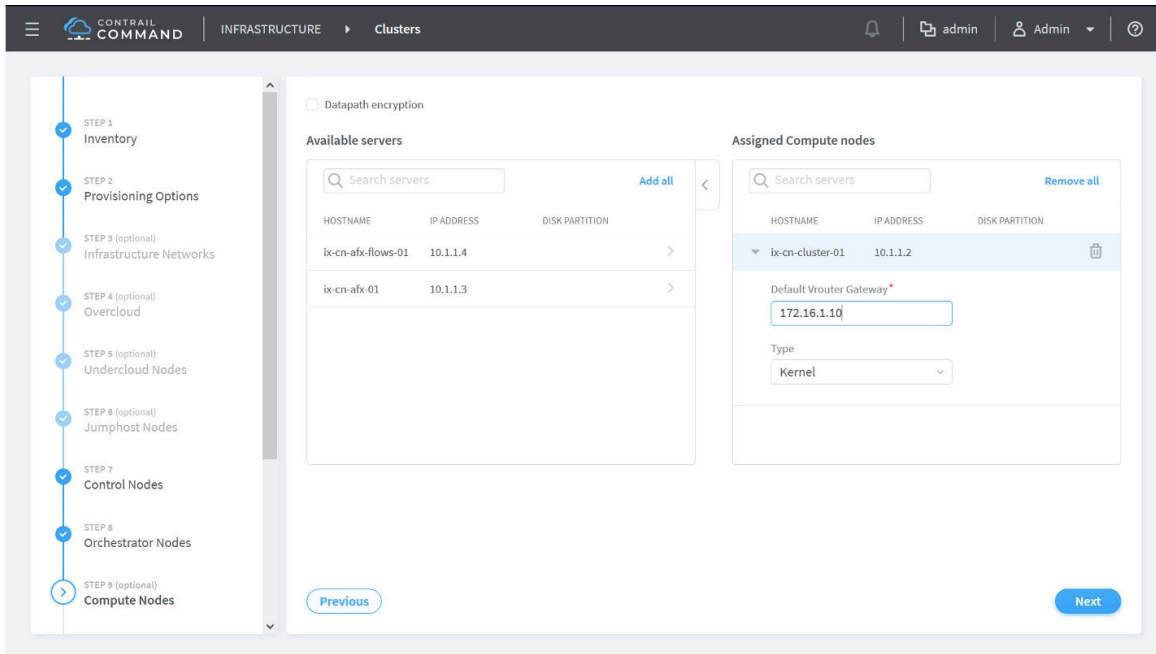 CONTRAIL
COMMAND
INFRASTRUCTURE
Clusters
admin
Admin
STEP 1
Inventory
STEP 2
Provisioning Options
STEP 3 (optional)
Infrastructure Networks
STEP 4 (optional)
Overcloud
STEP 5 (optional)
Undercloud Nodes
STEP 6 (optional)
Jumphost Nodes
STEP 7
Control Nodes
STEP 8
Orchestrator Nodes
STEP 9 (optional)
Compute Nodes
Datapath encryption
Available servers
Search servers
Add all
HOSTNAME IP ADDRESS DISK PARTITION
ix-cn-afx-flows-01 10.1.1.4
ix-cn-afx-01 10.1.1.3
Assigned Compute nodes
Search servers
Remove all
HOSTNAME IP ADDRESS DISK PARTITION
ix-cn-cluster-01 10.1.1.2
Default Vrouter Gateway*
172.16.1.10
Type
Kernel
Previous
Next